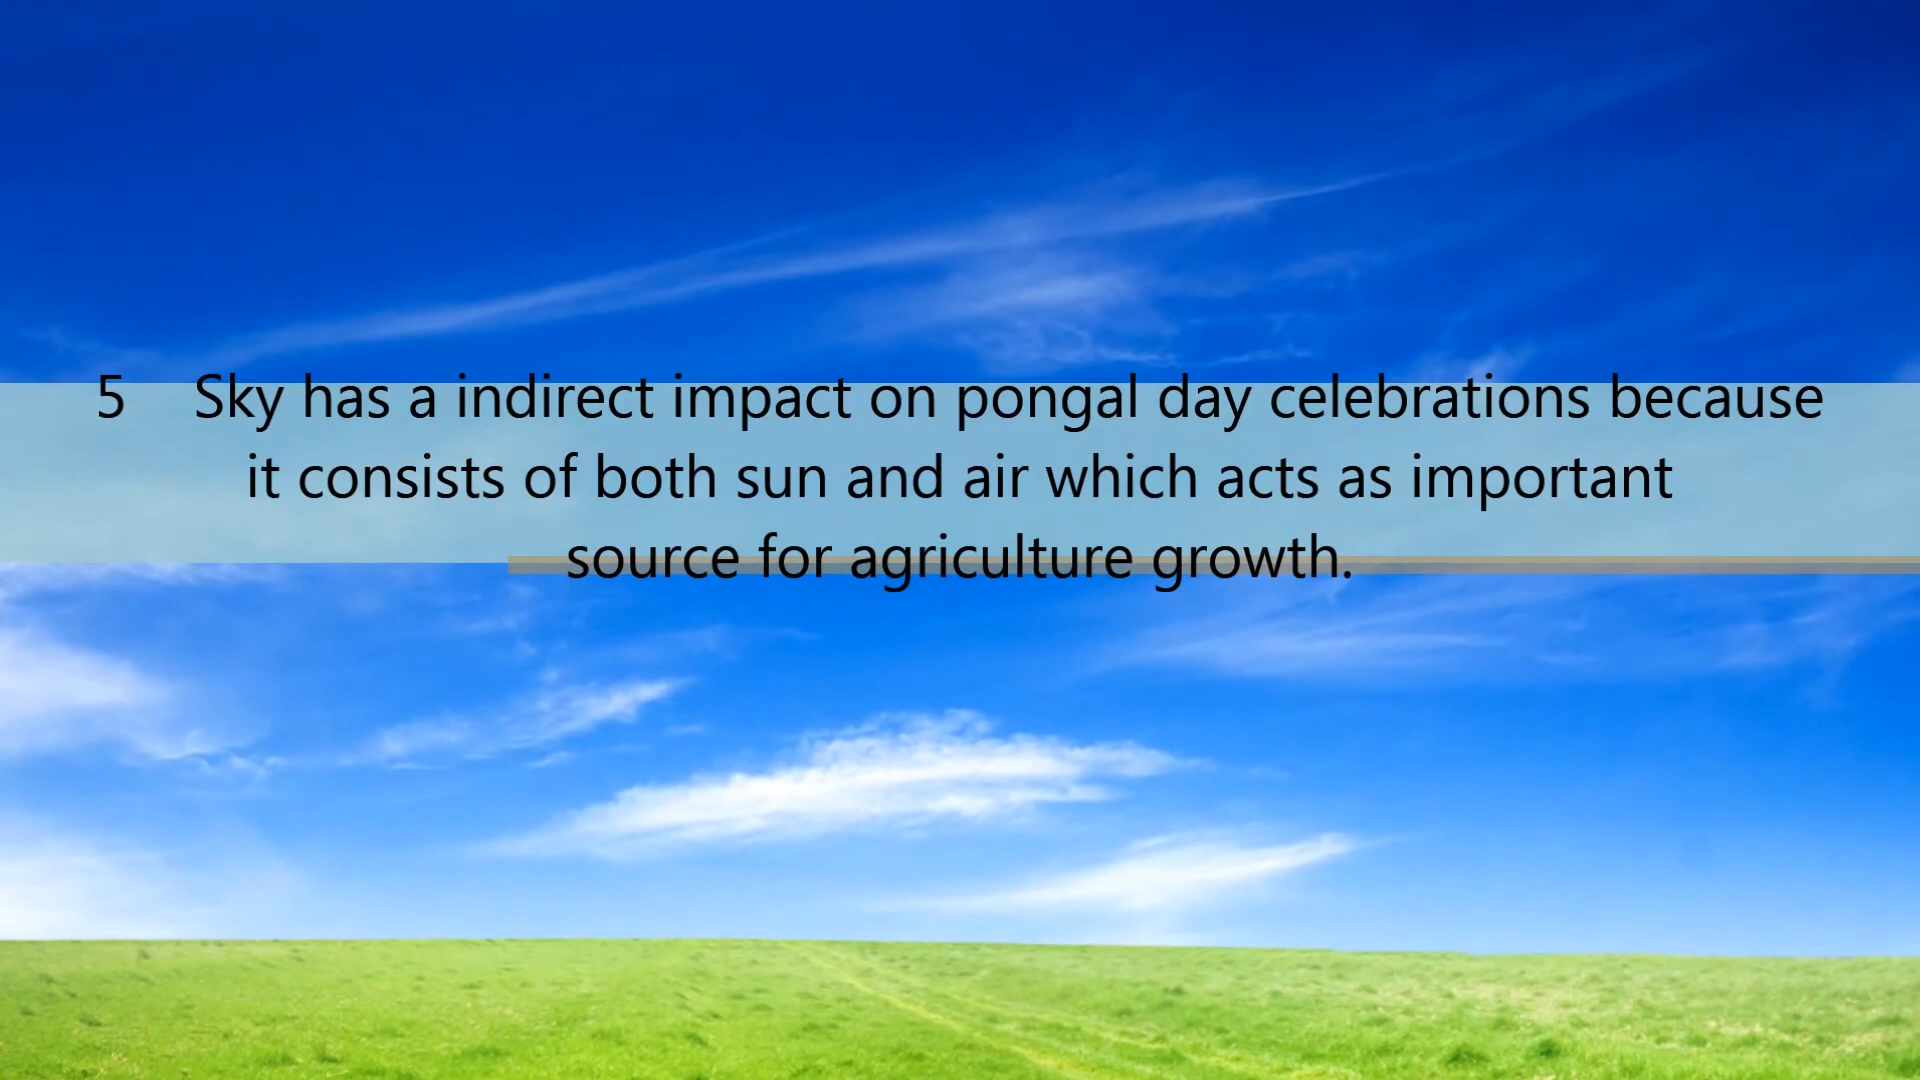 5 Sky has a indirect impact on pongal day celebrations because
it consists of both sun and air which acts as important
source for agriculture growth.